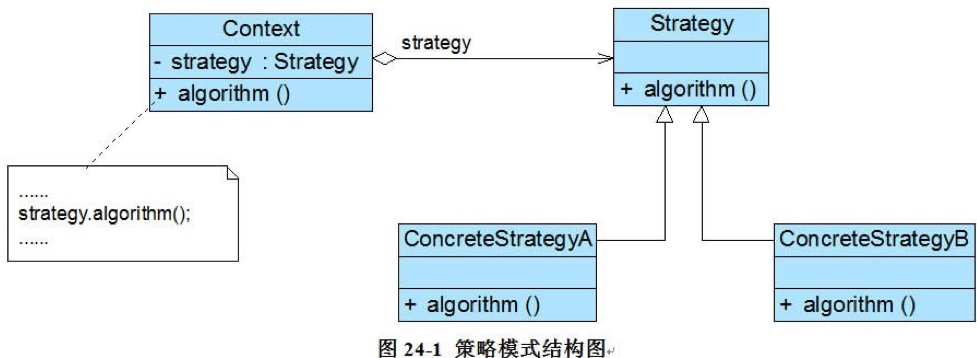 Context
- strategy : Strategy
+ algorithm ()
strategy
Strategy
+ algorithm ()
......
strategy.algorithm();
......
ConcreteStrategyA
+ algorithm ()
ConcreteStrategyB
+ algorithm ()
图 24-1 策略模式结构图